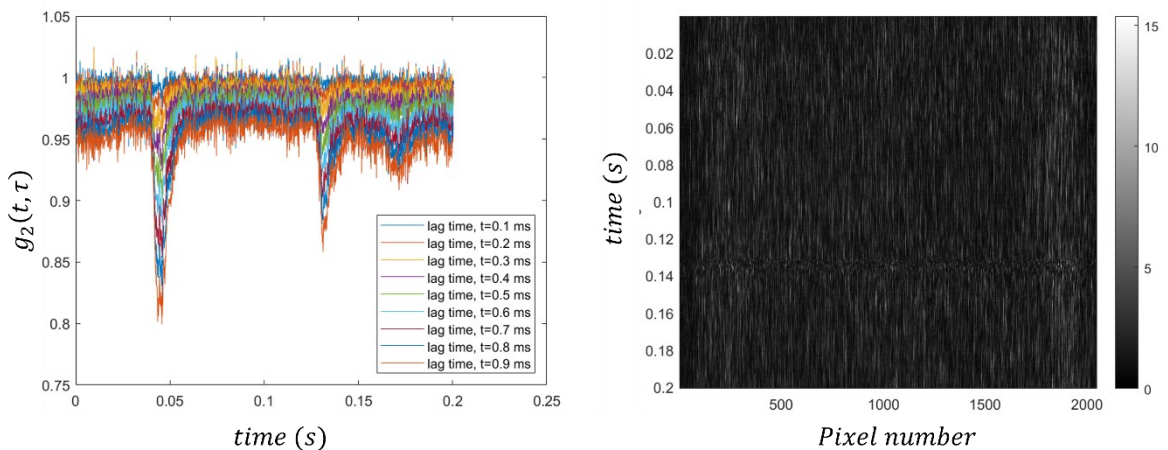 1.05
1
0.95
0.9
0.85
0.8
0.75
g₂(t, τ)
0
0.05
0.1
0.15
0.2
0.25
time (s)
lag time, t=0.1 ms
lag time, t=0.2 ms
lag time, t=0.3 ms
lag time, t=0.4 ms
lag time, t=0.5 ms
lag time, t=0.6 ms
lag time, t=0.7 ms
lag time, t=0.8 ms
lag time, t=0.9 ms
0.02
0.04
0.06
0.08
0.1
0.12
0.14
0.16
0.18
0.2
time (s)
500
1000
1500
2000
Pixel number
15
10
5
0